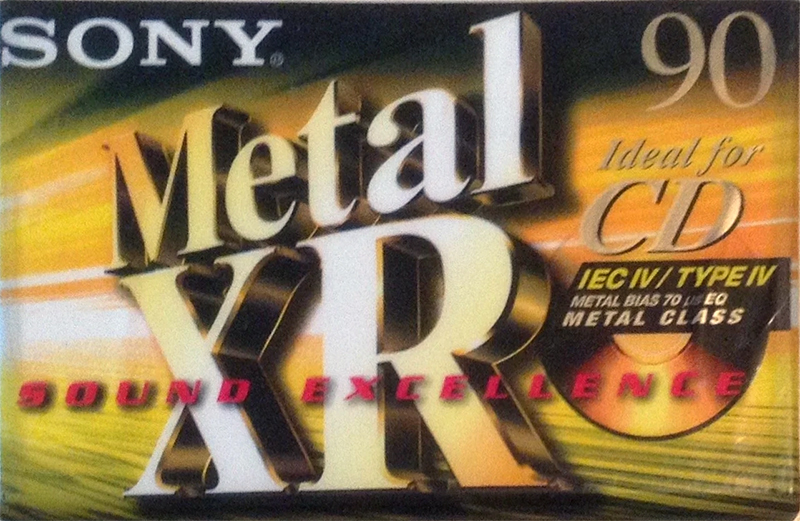 SONY®
90
Metal
XR
Ideal for
CD
IEC IV / TYPE IV
METAL BIAS 70 µs EQ
METAL CLASS
SOUND EXCELLENCE